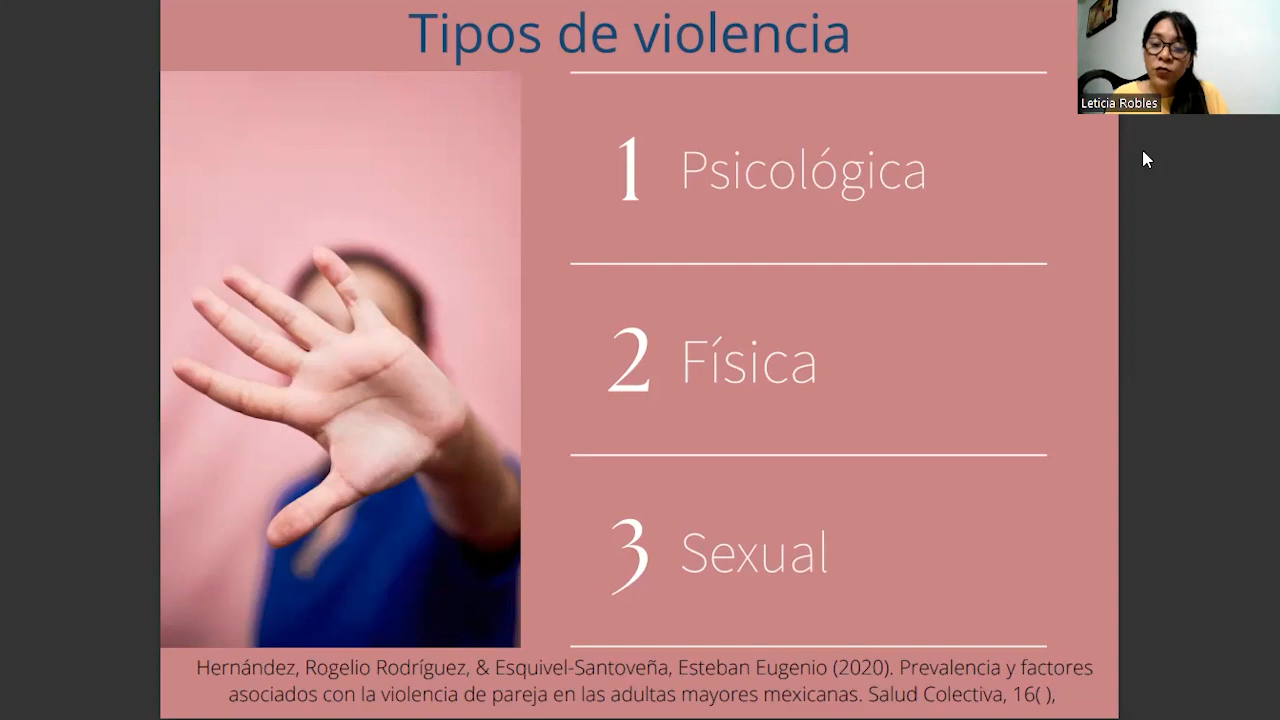 Tipos de violencia
Leticia Robles
1 Psicológica
2 Física
3 Sexual
Hernández, Rogelio Rodríguez, & Esquivel-Santoveña, Esteban Eugenio (2020). Prevalencia y factores
asociados con la violencia de pareja en las adultas mayores mexicanas. Salud Colectiva, 16( ),